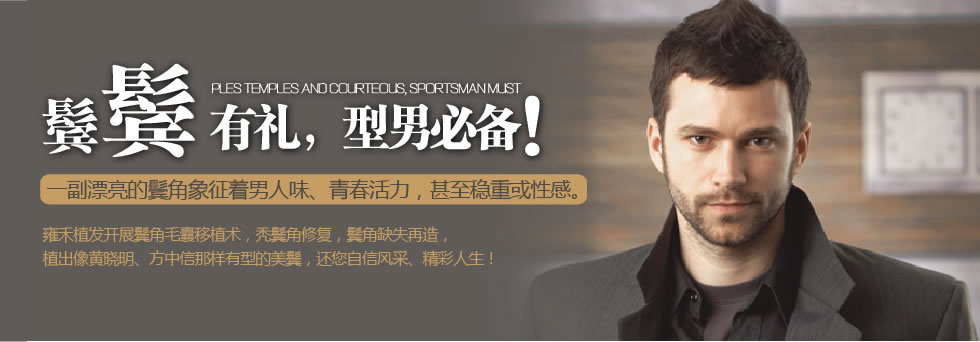 PLES TEMPLES AND COURTEOUS, SPORTSMAN MUST
鬓鬓有礼，型男必备！
一副漂亮的鬓角象征着男人味、青春活力，甚至稳重或性感。
雍禾植发开展鬓角毛囊移植术，秃鬓角修复，鬓角缺失再造，
植出像黄晓明、方中信那样有型的美鬓，还您自信风采、精彩人生！